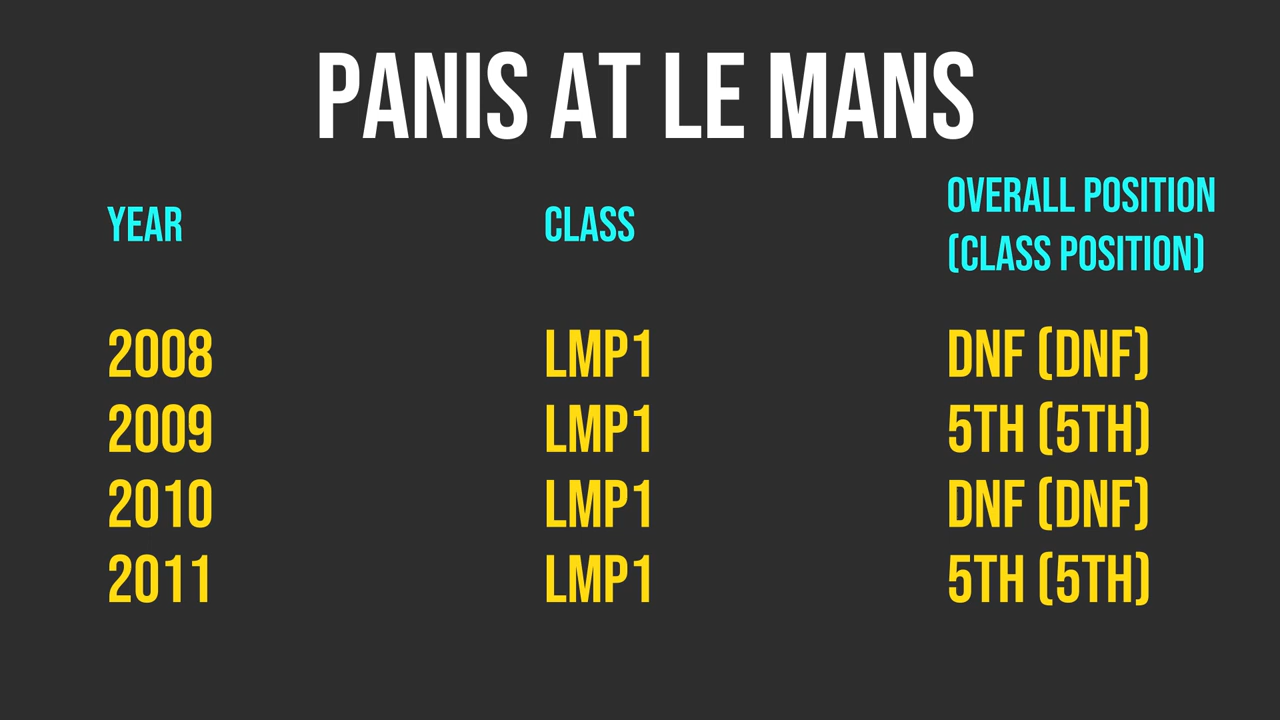 PANIS AT LE MANS
YEAR CLASS OVERALL POSITION
(CLASS POSITION)
2008 LMP1 DNF (DNF)
2009 LMP1 5TH (5TH)
2010 LMP1 DNF (DNF)
2011 LMP1 5TH (5TH)